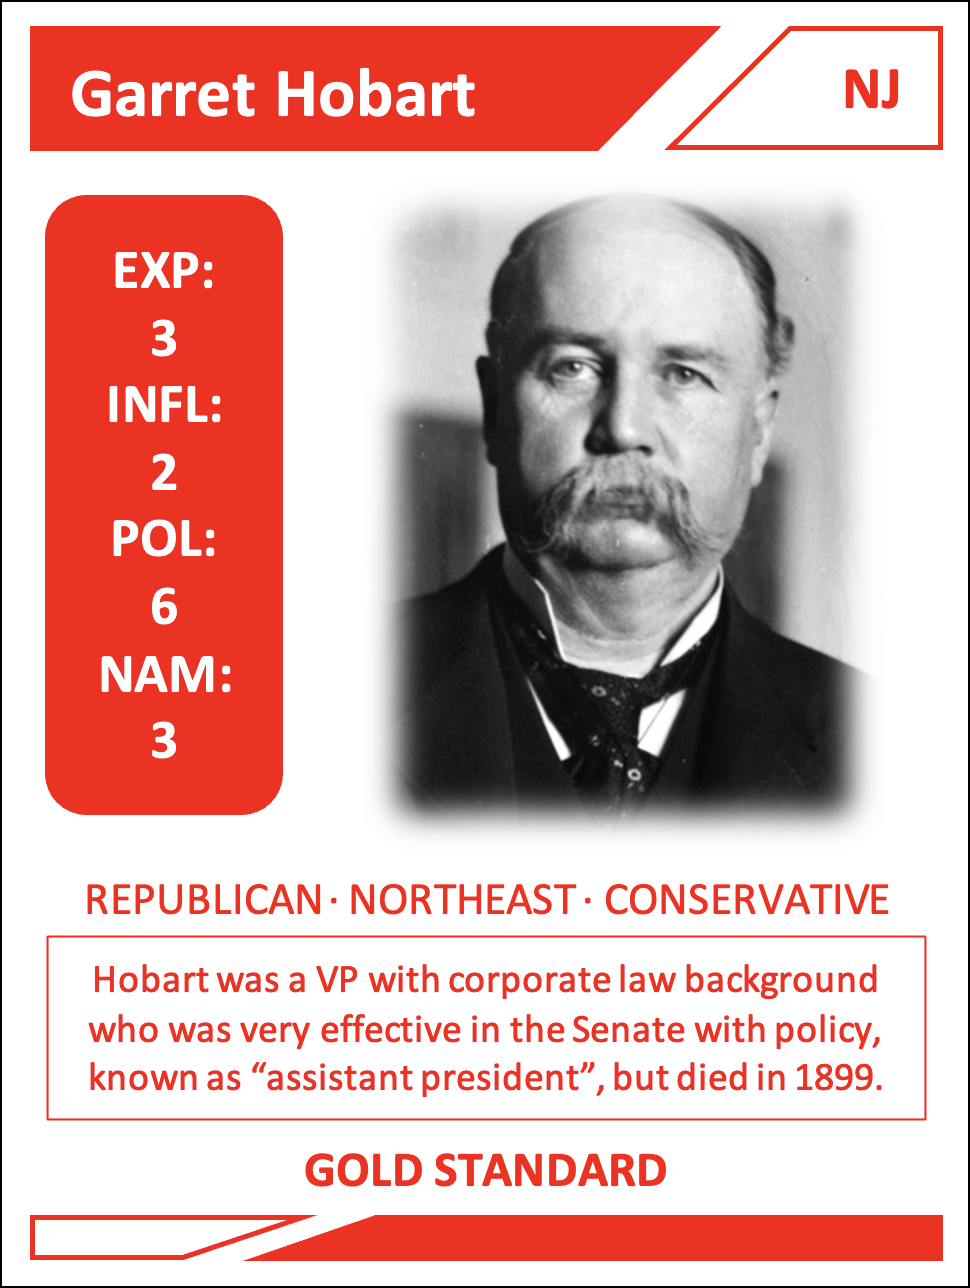 Garret Hobart
NJ
EXP:
3
INFL:
2
POL:
6
NAM:
3
REPUBLICAN · NORTHEAST · CONSERVATIVE
Hobart was a VP with corporate law background
who was very effective in the Senate with policy,
known as “assistant president”, but died in 1899.
GOLD STANDARD